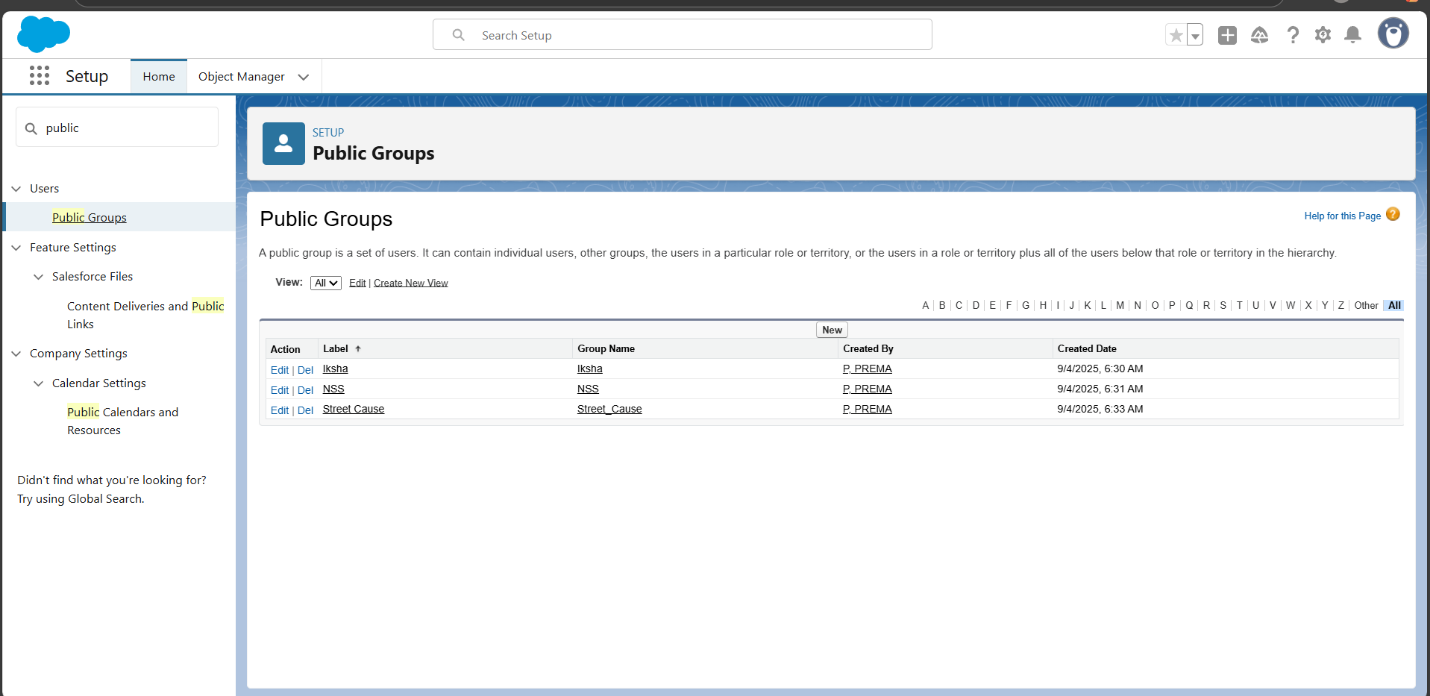 Search Setup
Setup
Home
Object Manager
public
Users
Public Groups
Feature Settings
Salesforce Files
Content Deliveries and Public
Links
Company Settings
Calendar Settings
Public Calendars and
Resources
Didn't find what you're looking for?
Try using Global Search.
SETUP
Public Groups
Public Groups
Help for this Page ?
A public group is a set of users. It can contain individual users, other groups, the users in a particular role or territory, or the users in a role or territory plus all of the users below that role or territory in the hierarchy.
View: All Edit | Create New View
A | B | C | D | E | F | G | H | I | J | K | L | M | N | O | P | Q | R | S | T | U | V | W | X | Y | Z | Other | All
New
Action Label Group Name Created By Created Date
Edit | Del Iksha Iksha P, PREMA 9/4/2025, 6:30 AM
Edit | Del NSS NSS P, PREMA 9/4/2025, 6:31 AM
Edit | Del Street Cause Street_Cause P, PREMA 9/4/2025, 6:33 AM